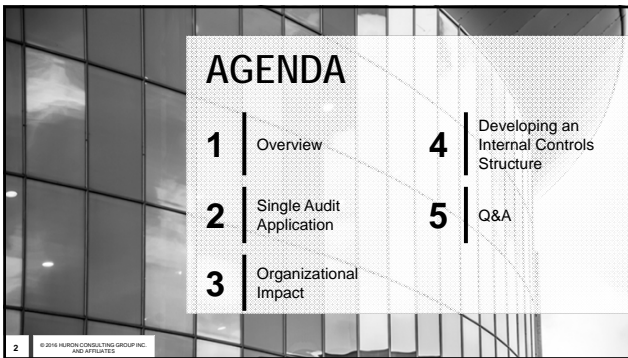 AGENDA
1 Overview
2 Single Audit
Application
3 Organizational
Impact
4 Developing an
Internal Controls
Structure
5 Q&A
2 © 2016 HURON CONSULTING GROUP INC.
AND AFFILIATES